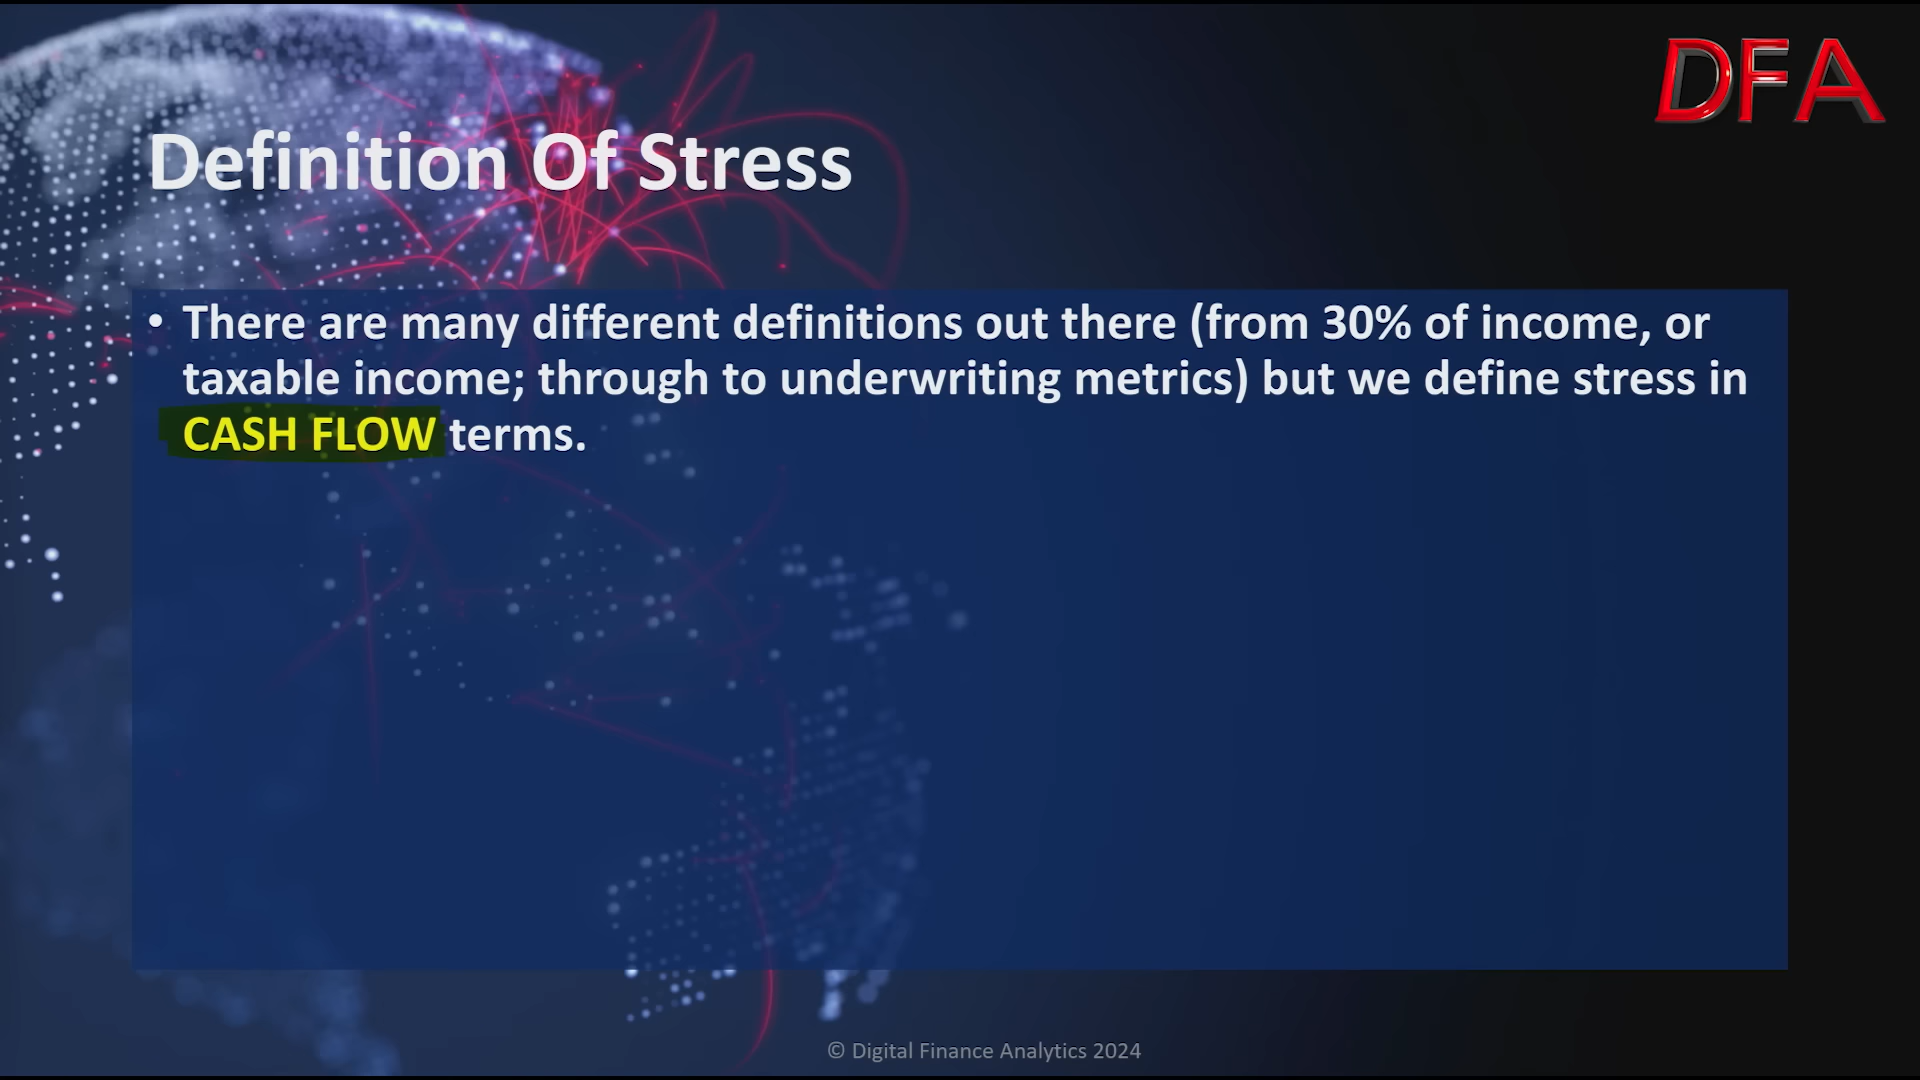 DFA
Definition Of Stress
• There are many different definitions out there (from 30% of income, or
taxable income; through to underwriting metrics) but we define stress in
CASH FLOW terms.
© Digital Finance Analytics 2024